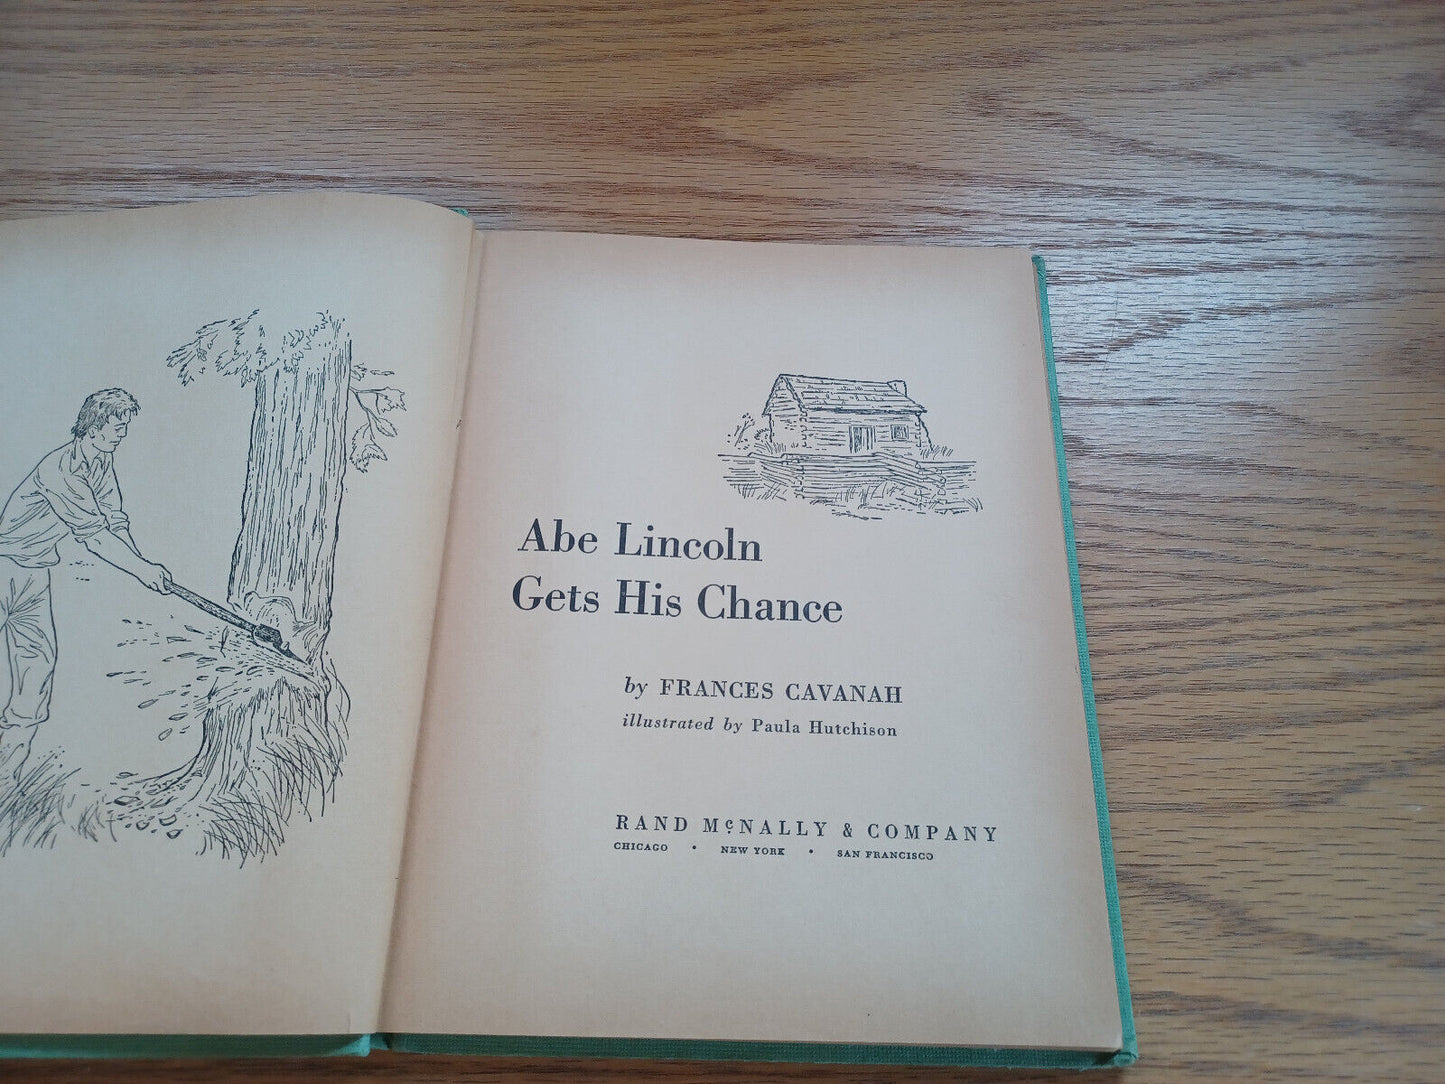 Abe Lincoln
Gets His Chance
by FRANCES CAVANAH
illustrated by Paula Hutchison
RAND McNALLY & COMPANY
CHICAGO • NEW YORK • SAN FRANCISCO